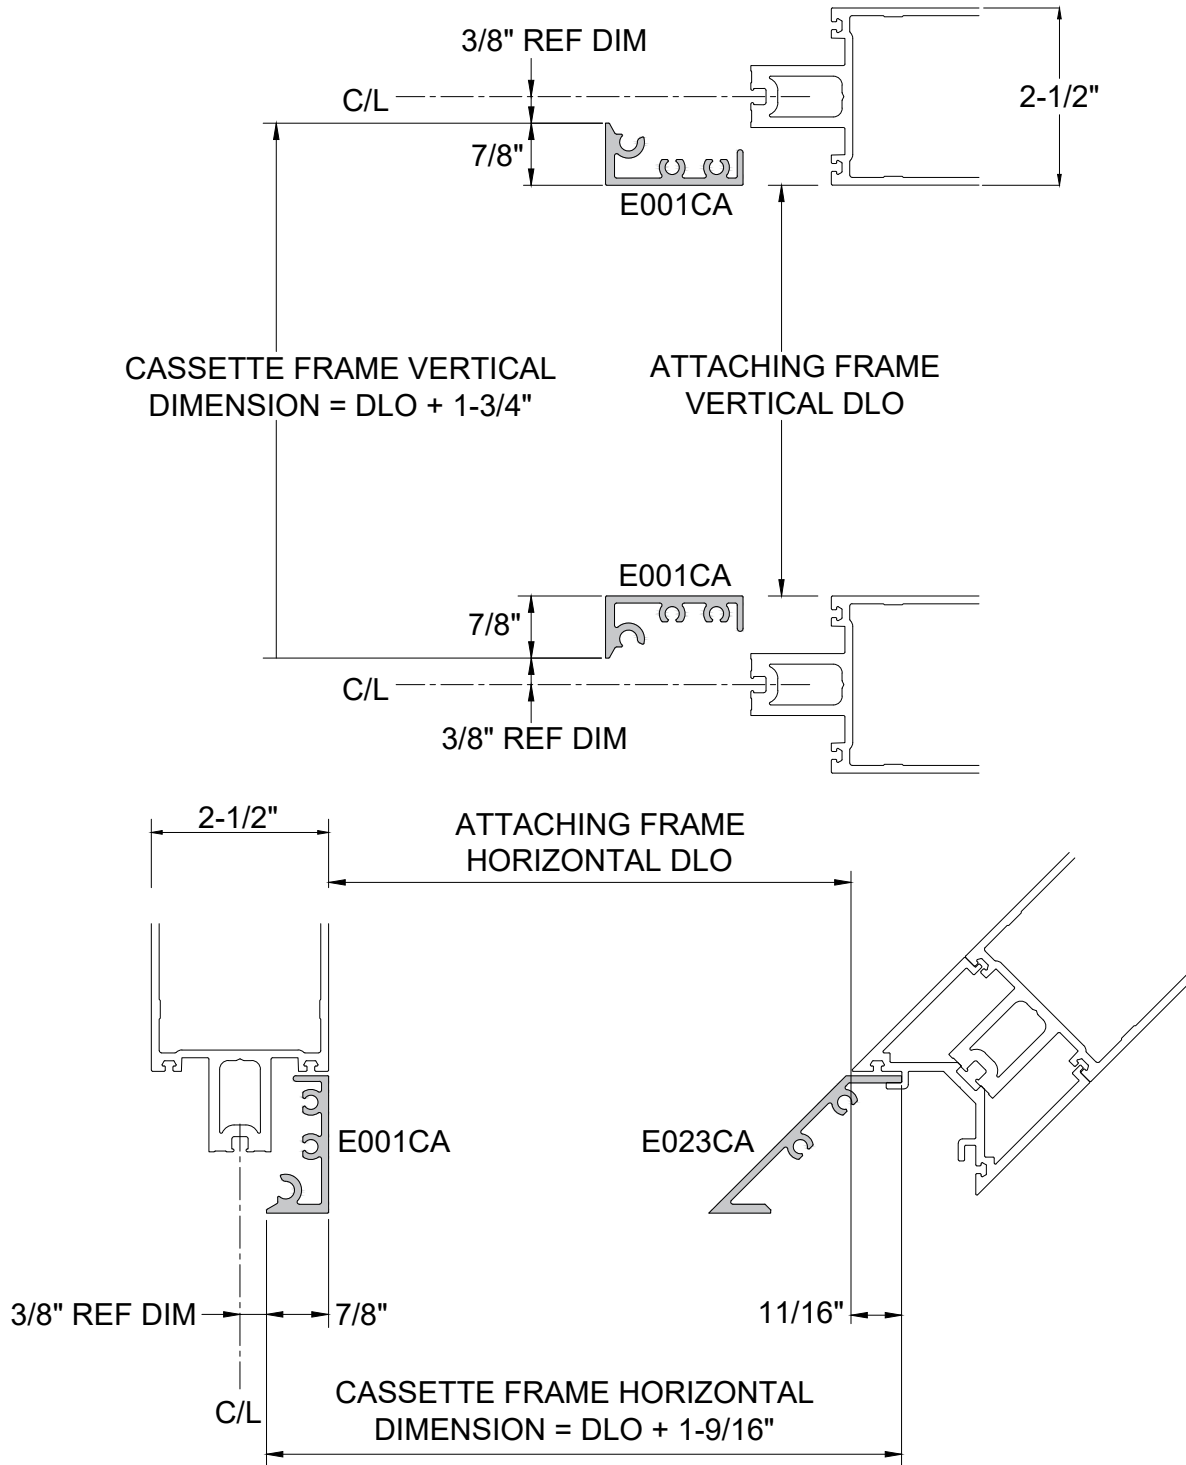 3/8" REF DIM
C/L
2-1/2"
7/8"
E001CA
CASSETTE FRAME VERTICAL
DIMENSION = DLO + 1-3/4"
ATTACHING FRAME
VERTICAL DLO
E001CA
7/8"
C/L
3/8" REF DIM
2-1/2"
ATTACHING FRAME
HORIZONTAL DLO
E001CA
E023CA
3/8" REF DIM
7/8"
11/16"
CASSETTE FRAME HORIZONTAL
DIMENSION = DLO + 1-9/16"
C/L